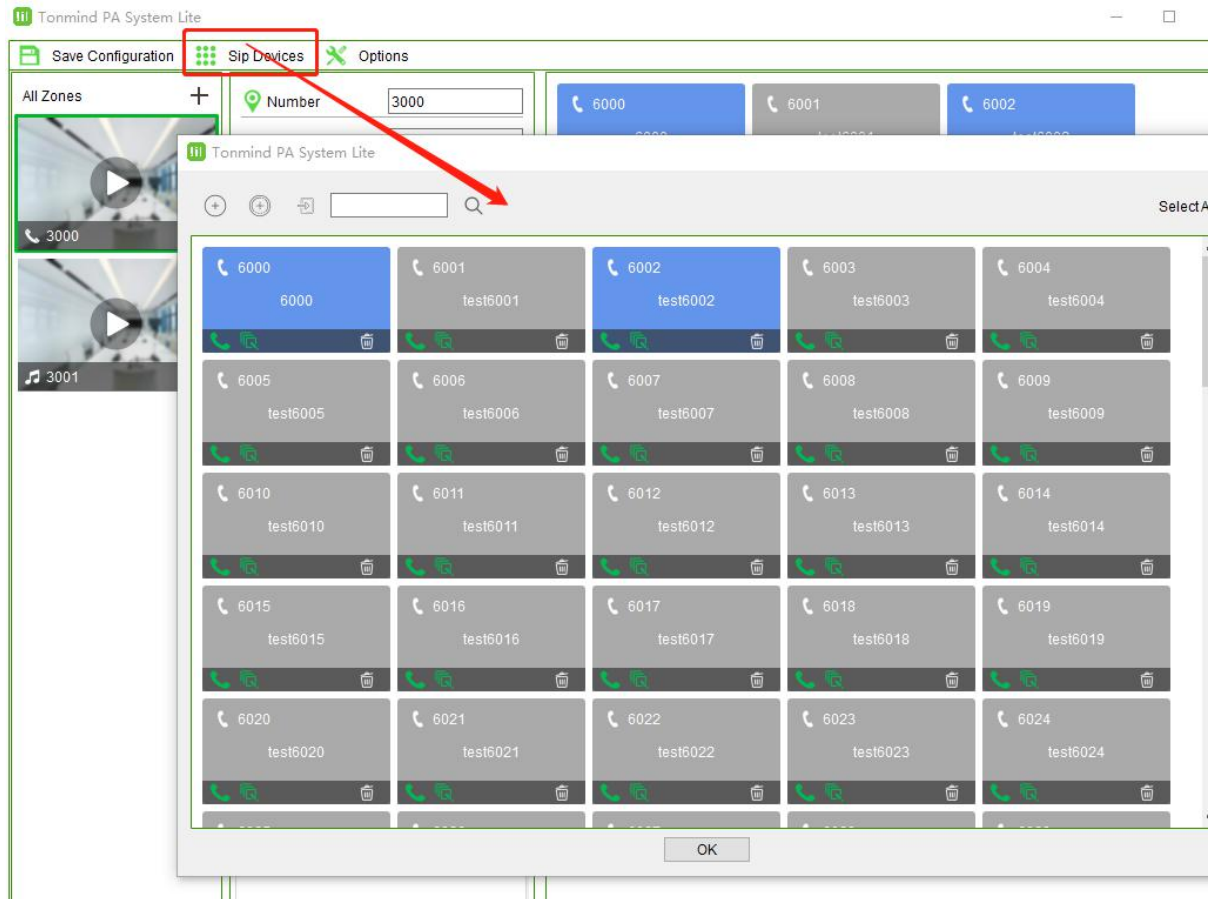 Tonmind PA System Lite
Save Configuration Sip Devices Options
All Zones
Number 3000
6000 6001 6002
Tonmind PA System Lite
Select
3000
3001
6000 6001 6002 6003 6004
6000 test6001 test6002 test6003 test6004
6005 6006 6007 6008 6009
test6005 test6006 test6007 test6008 test6009
6010 6011 6012 6013 6014
test6010 test6011 test6012 test6013 test6014
6015 6016 6017 6018 6019
test6015 test6016 test6017 test6018 test6019
6020 6021 6022 6023 6024
test6020 test6021 test6022 test6023 test6024
OK